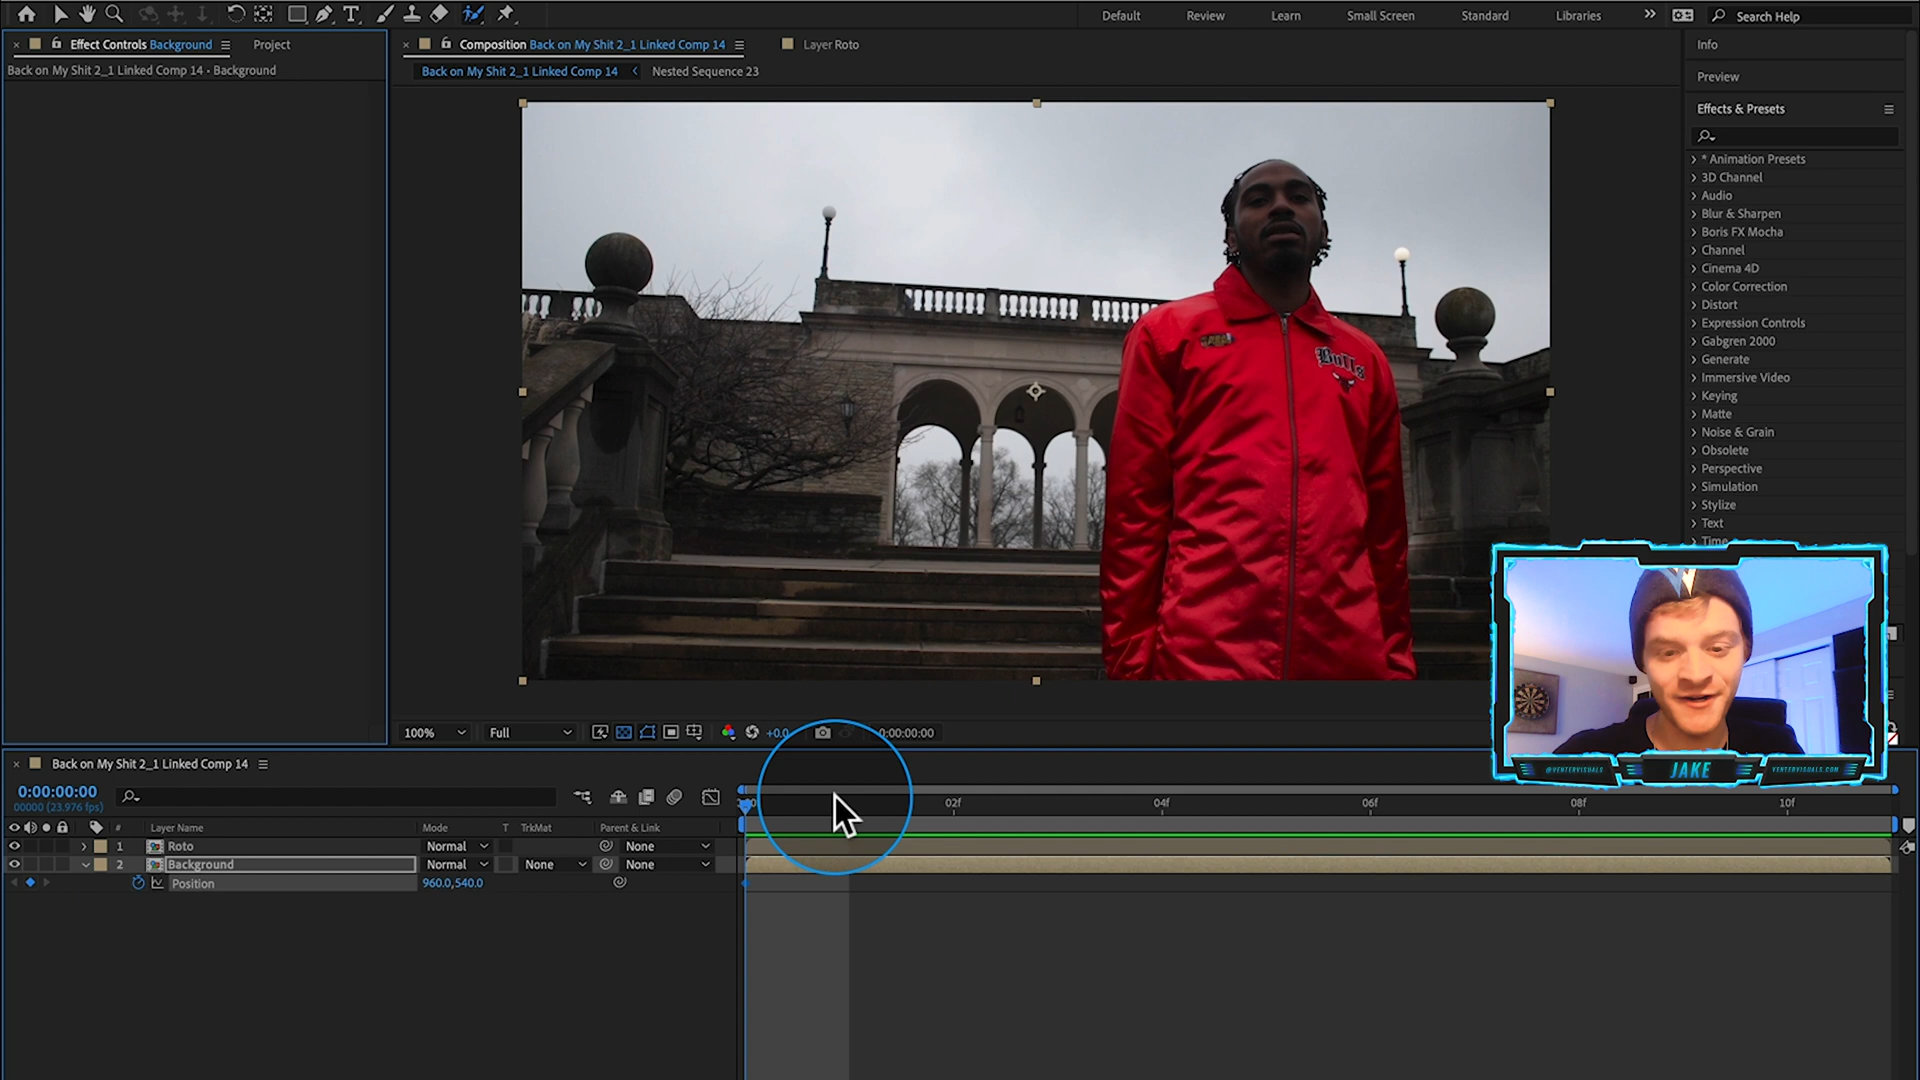 Default
Review
Learn
Small Screen
Standard
Libraries
Search Help
Effect Controls Background
Project
Composition Back on My Shit 2_1 Linked Comp 14
Layer Roto
Info
Back on My Shit 2_1 Linked Comp 14 • Background
Back on My Shit 2_1 Linked Comp 14
Nested Sequence 23
Preview
Effects & Presets
* Animation Presets
3D Channel
Audio
Blur & Sharpen
Boris FX Mocha
Channel
Cinema 4D
Color Correction
Distort
Expression Controls
Gabgren 2000
Generate
Immersive Video
Keying
Matte
Noise & Grain
Obsolete
Perspective
Simulation
Stylize
Text
Time
Bulls
100%
Full
+0.0
0:00:00:00
@VENTERVISUALS
JAKE
VENTERVISUALS.COM
Back on My Shit 2_1 Linked Comp 14
0:00:00:00
00000 (23.976 fps)
02f
04f
06f
08f
10f
#
Layer Name
Mode
T
TrkMat
Parent & Link
1
Roto
Normal
None
2
Background
Normal
None
None
Position
960.0,540.0